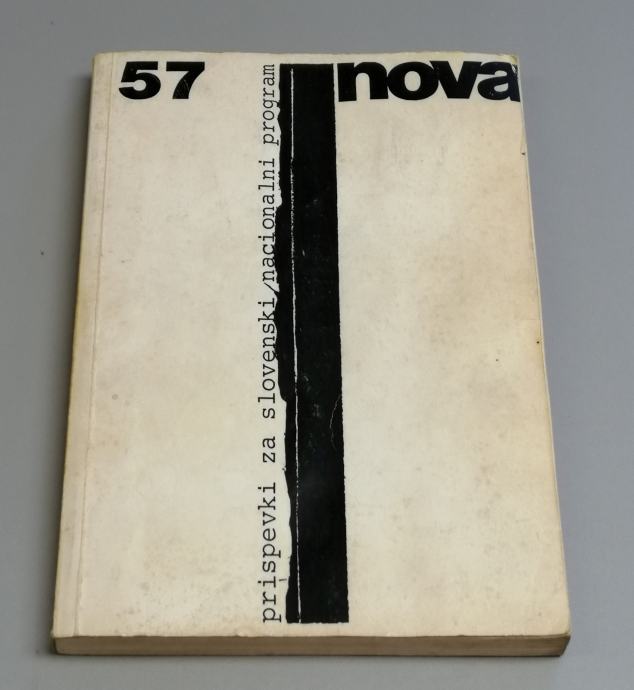 57
nova
prispevki za slovenski nacionalni program